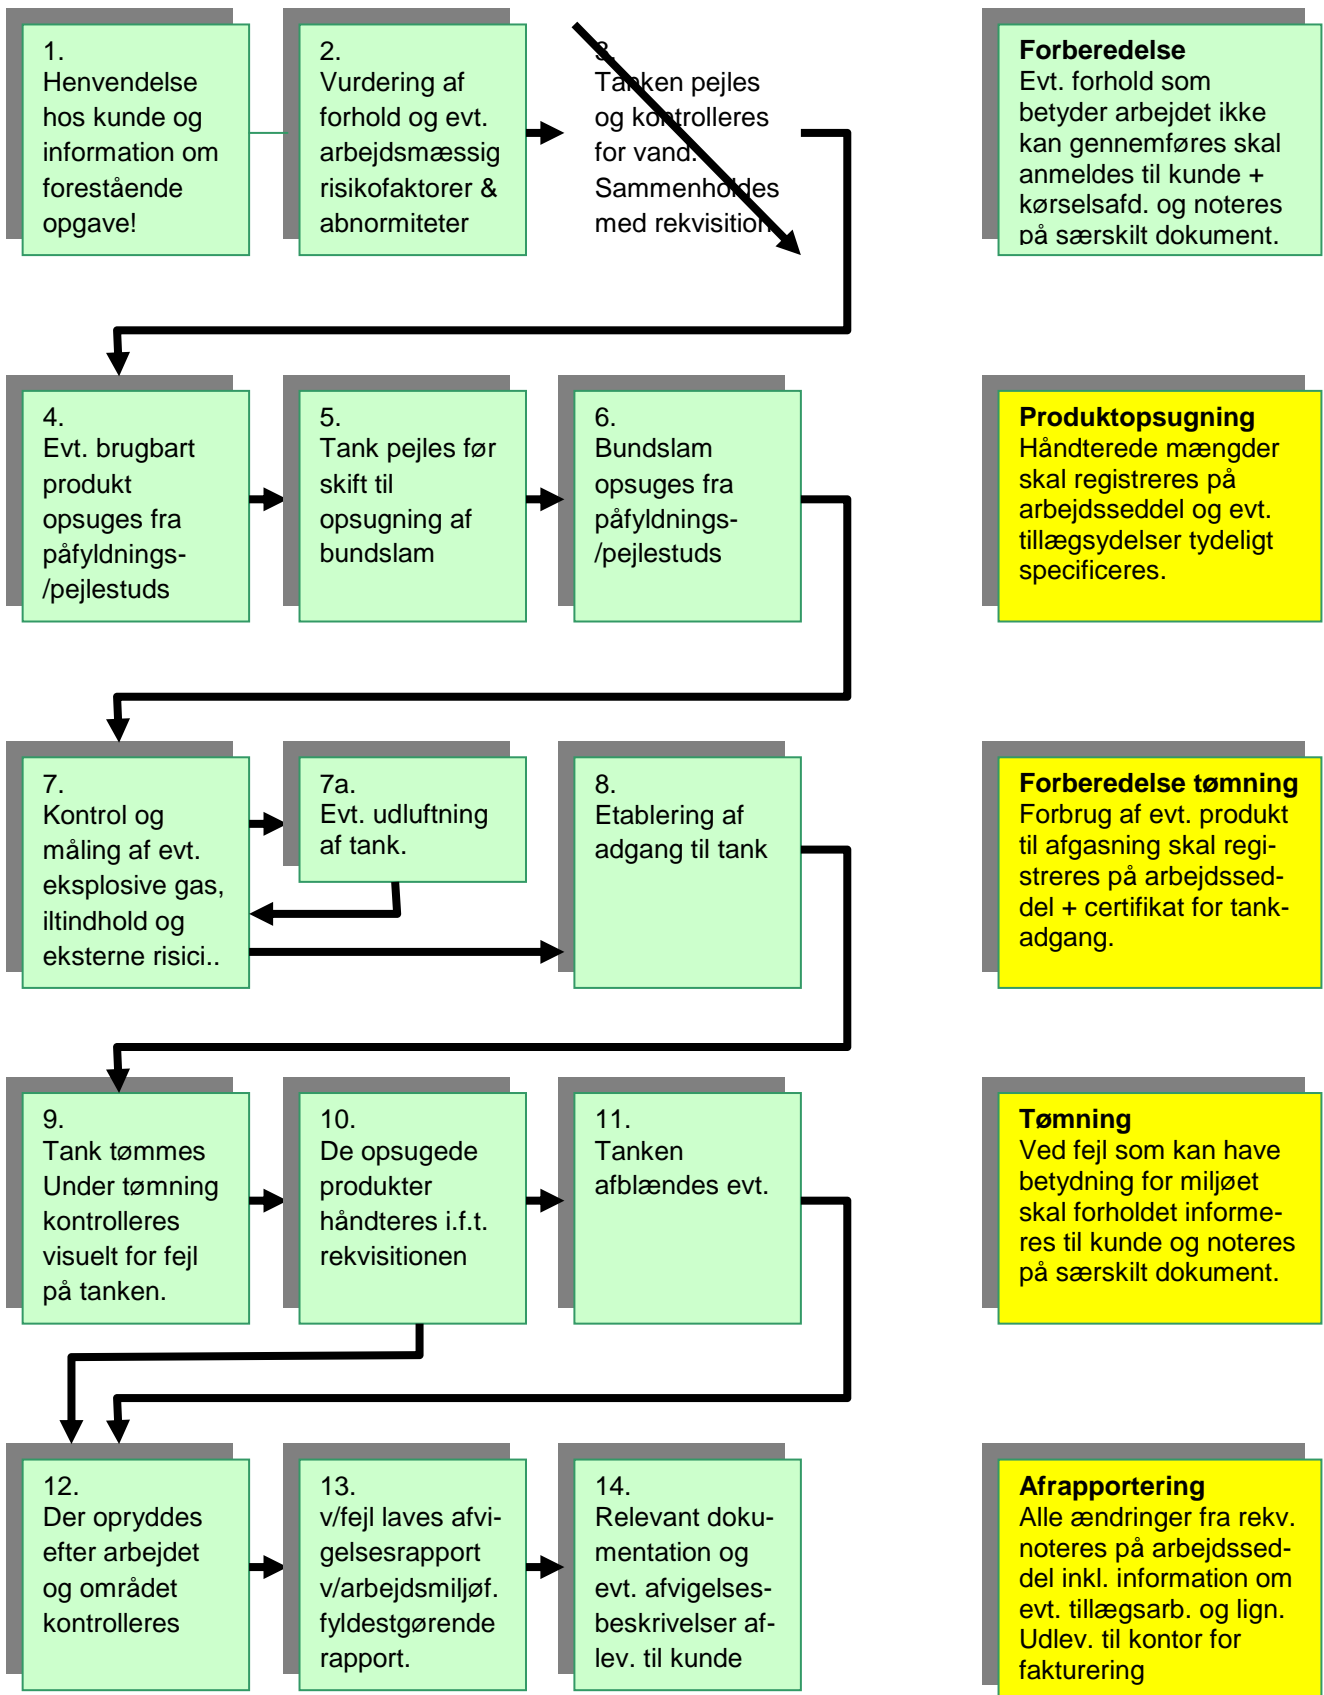 1.
Henvendelse
hos kunde og
information om
forestående
opgave!
2.
Vurdering af
forhold og evt.
arbejdsmæssig
risikofaktorer &
abnormiteter
3.
Tanken pejles
og kontrolleres
for vand.
Sammenholdes
med rekvisition
Forberedelse
Evt. forhold som
betyder arbejdet ikke
kan gennemføres skal
anmeldes til kunde +
kørselsafd. og noteres
på særskilt dokument.
4.
Evt. brugbart
produkt
opsuges fra
påfyldnings-
/pejlestuds
5.
Tank pejles før
skift til
opsugning af
bundslam
6.
Bundslam
opsuges fra
påfyldnings-
/pejlestuds
Produktopsugning
Håndterede mængder
skal registreres på
arbejdsseddel og evt.
tillægsydelser tydeligt
specificeres.
7.
Kontrol og
måling af evt.
eksplosive gas,
iltindhold og
eksterne risici..
7a.
Evt. udluftning
af tank.
8.
Etablering af
adgang til tank
Forberedelse tømning
Forbrug af evt. produkt
til afgasning skal regi-
streres på arbejdssed-
del + certifikat for tank-
adgang.
9.
Tank tømmes
Under tømning
kontrolleres
visuelt for fejl
på tanken.
10.
De opsugede
produkter
håndteres i.f.t.
rekvisitionen
11.
Tanken
afblændes evt.
Tømning
Ved fejl som kan have
betydning for miljøet
skal forholdet informe-
res til kunde og noteres
på særskilt dokument.
12.
Der opryddes
efter arbejdet
og området
kontrolleres
13.
v/fejl laves afvi-
gelsesrapport
v/arbejdsmiljøf.
fyldestgørende
rapport.
14.
Relevant doku-
mentation og
evt. afvigelses-
beskrivelser af-
lev. til kunde
Afrapportering
Alle ændringer fra rekv.
noteres på arbejdssed-
del inkl. information om
evt. tillægsarb. og lign.
Udlev. til kontor for
fakturering